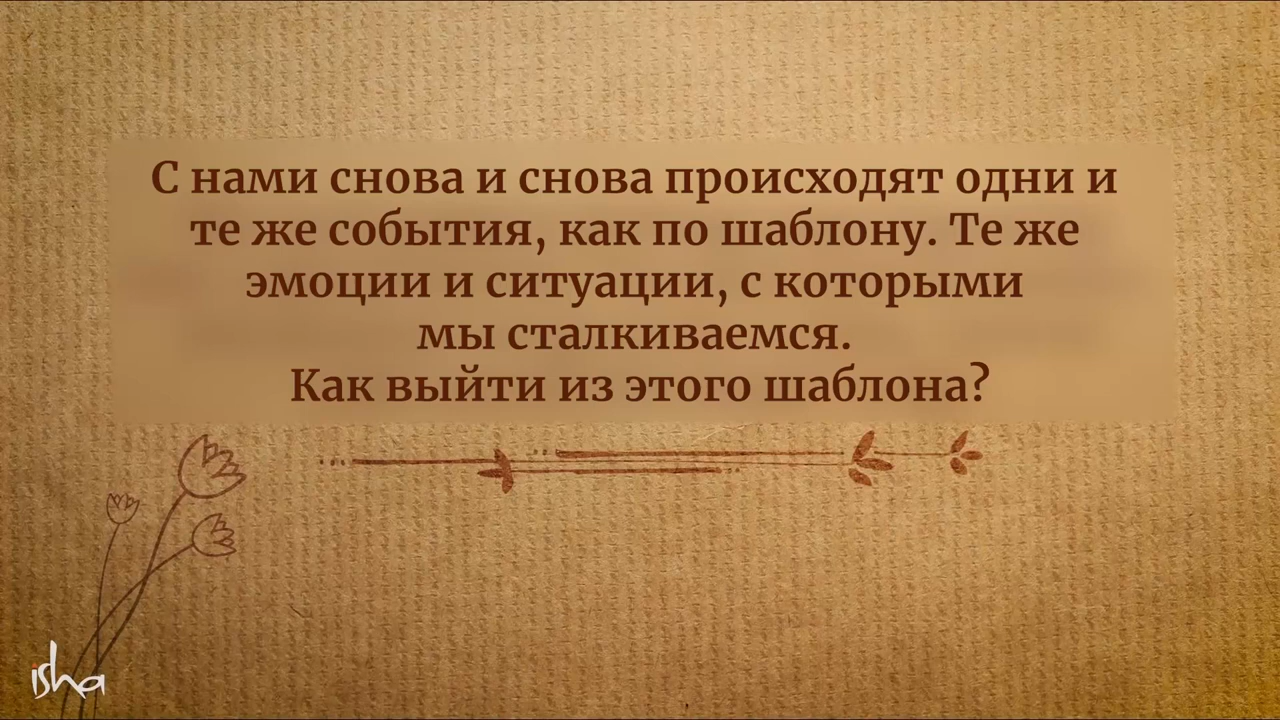 С нами снова и снова происходят одни и
те же события, как по шаблону. Те же
эмоции и ситуации, с которыми
мы сталкиваемся.
Как выйти из этого шаблона?
isha